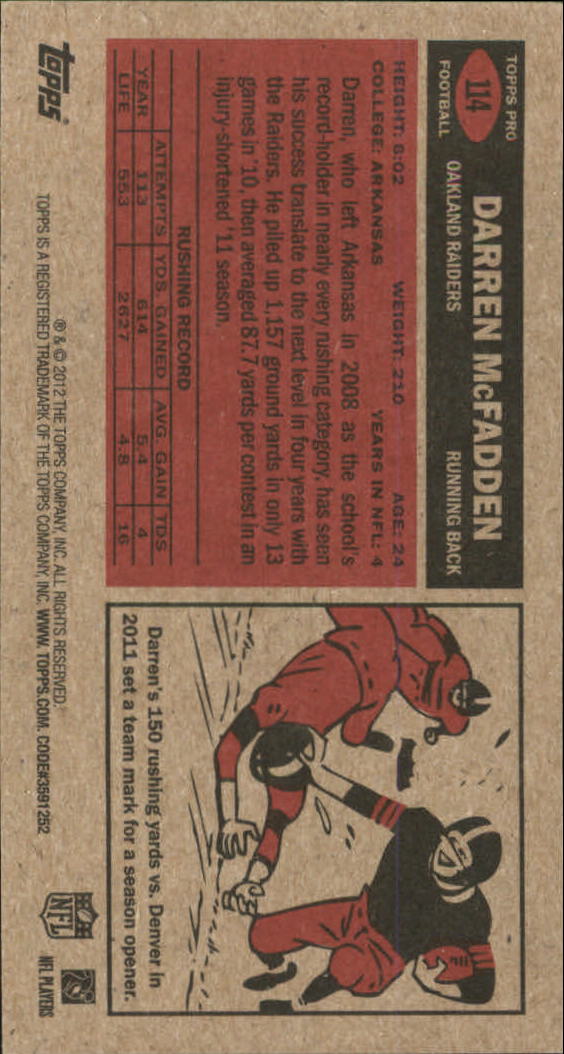 TOPPS PRO
114
FOOTBALL
DARREN McFADDEN
OAKLAND RAIDERS RUNNING BACK
HEIGHT: 6:02 WEIGHT: 210 AGE: 24
COLLEGE: ARKANSAS YEARS IN NFL: 4
Darren, who left Arkansas in 2008 as the school's
record-holder in nearly every rushing category, has seen
his success translate to the next level in four years with
the Raiders. He piled up 1,157 ground yards in only 13
games in '10, then averaged 87.7 yards per contest in an
injury-shortened '11 season.
RUSHING RECORD
ATTEMPTS YDS. GAINED AVG. GAIN TDS
YEAR 113 614 5.4 4
LIFE 553 2627 4.8 16
Darren's 150 rushing yards vs. Denver in
2011 set a team mark for a season opener.
topps
® & © 2012 THE TOPPS COMPANY, INC. ALL RIGHTS RESERVED.
TOPPS IS A REGISTERED TRADEMARK OF THE TOPPS COMPANY, INC. WWW.TOPPS.COM. CODE#3591252
NFL
NFL PLAYERS